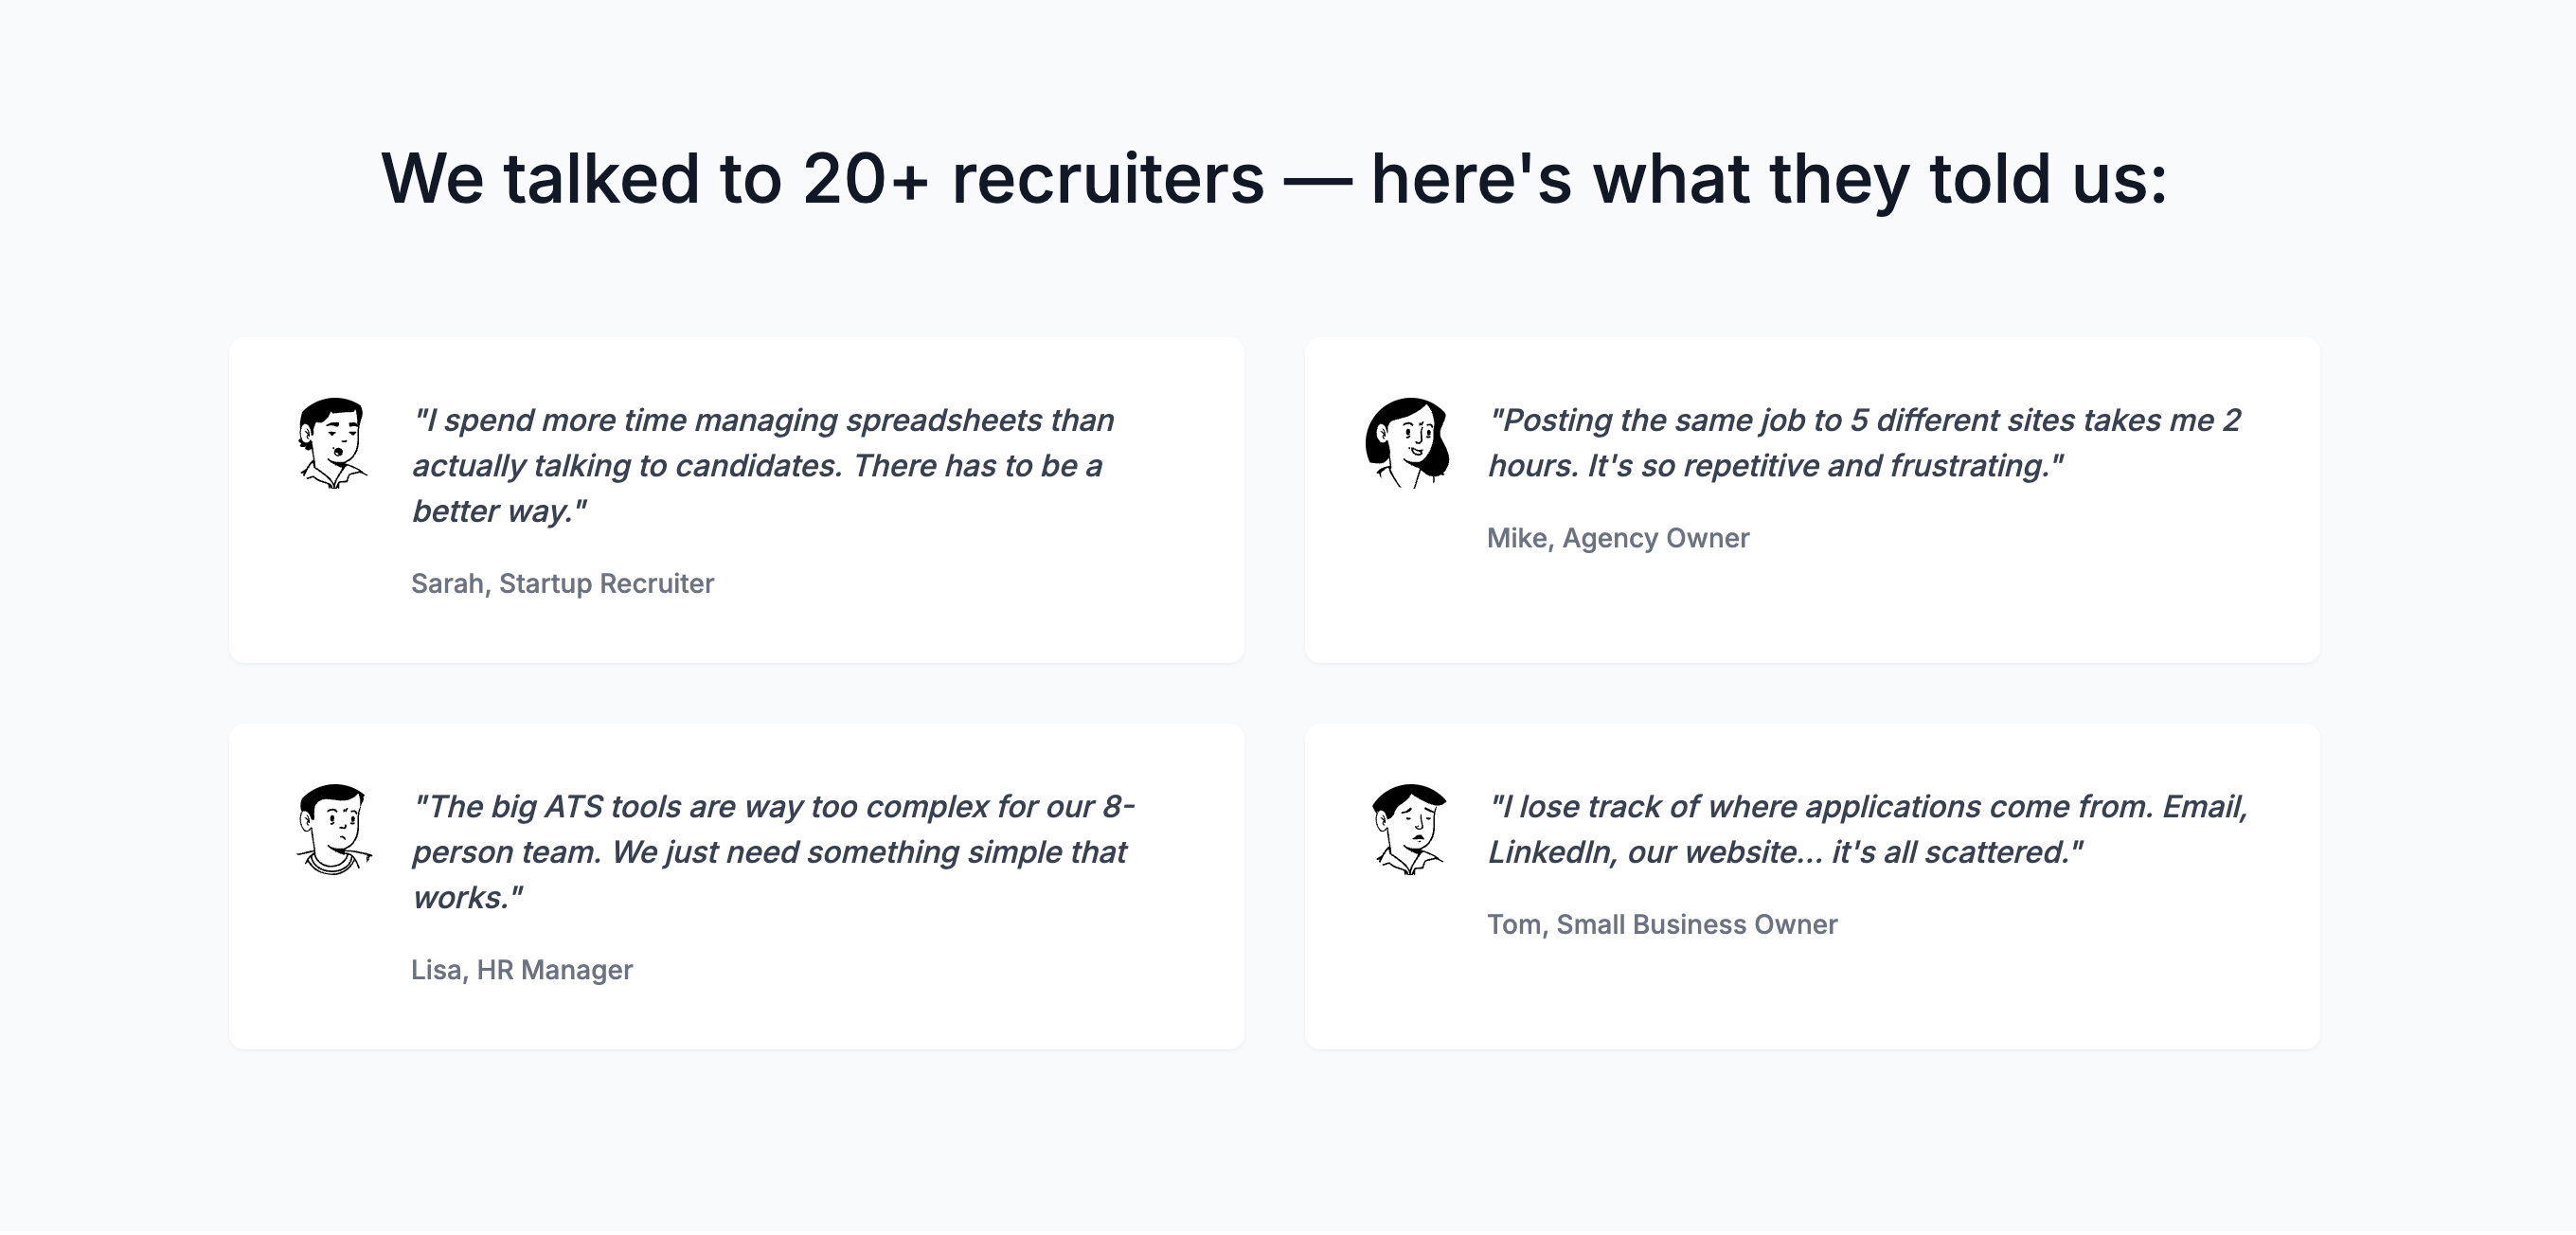 We talked to 20+ recruiters — here's what they told us:
"I spend more time managing spreadsheets than
actually talking to candidates. There has to be a
better way."
Sarah, Startup Recruiter
"Posting the same job to 5 different sites takes me 2
hours. It's so repetitive and frustrating."
Mike, Agency Owner
"The big ATS tools are way too complex for our 8-
person team. We just need something simple that
works."
Lisa, HR Manager
"I lose track of where applications come from. Email,
LinkedIn, our website... it's all scattered."
Tom, Small Business Owner